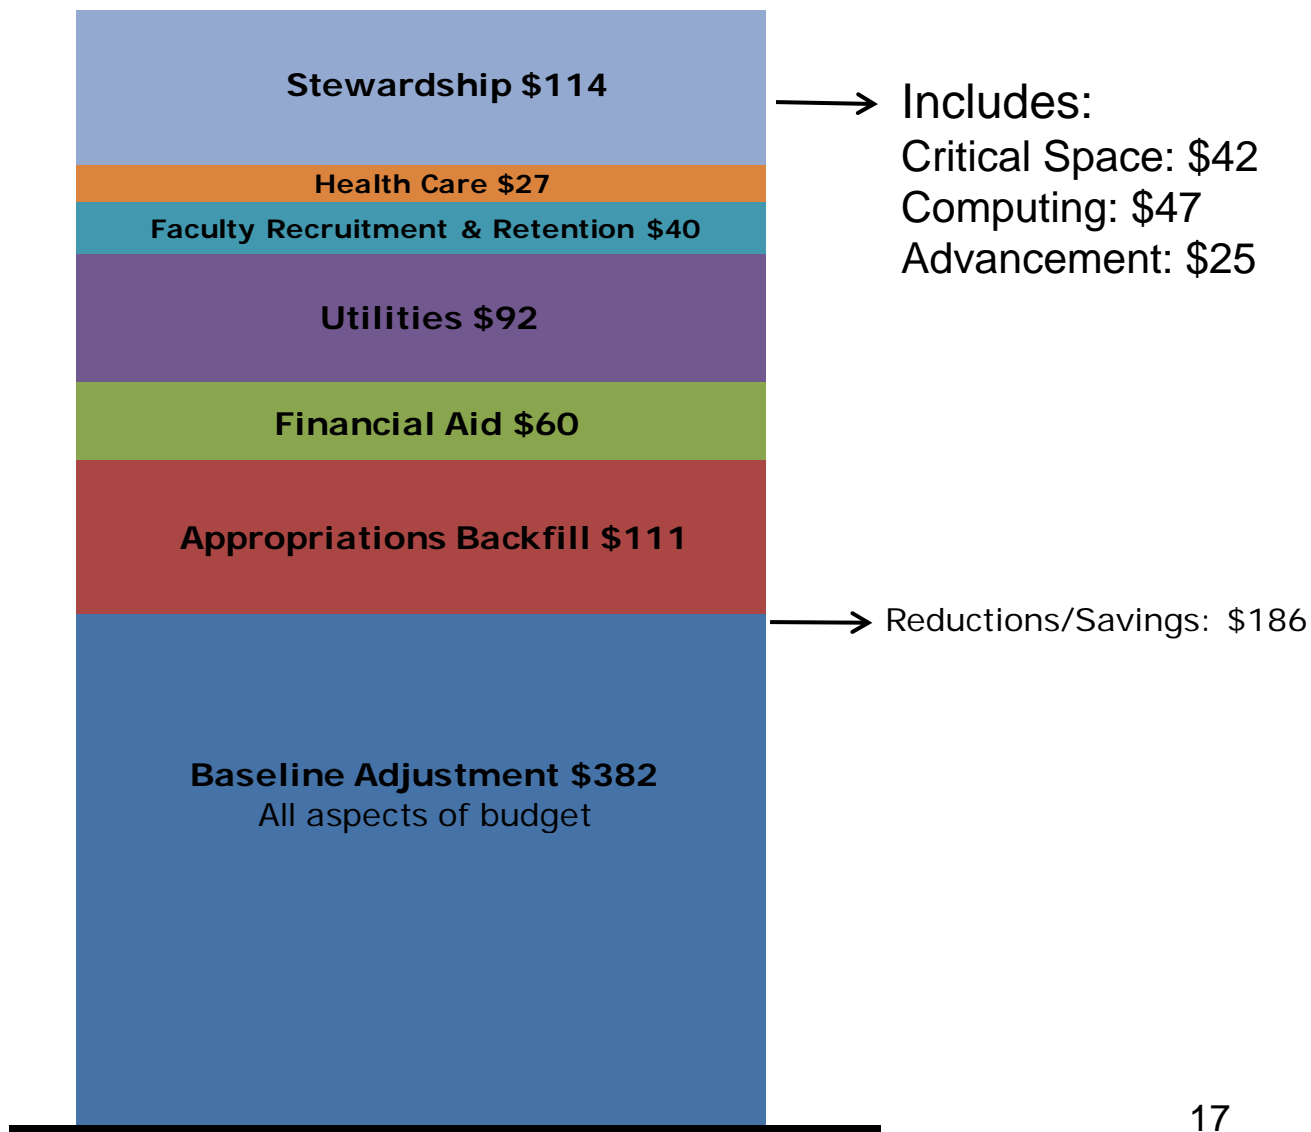 Stewardship $114
Includes:
Critical Space: $42
Computing: $47
Advancement: $25
Health Care $27
Faculty Recruitment & Retention $40
Utilities $92
Financial Aid $60
Appropriations Backfill $111
Reductions/Savings: $186
Baseline Adjustment $382
All aspects of budget
17